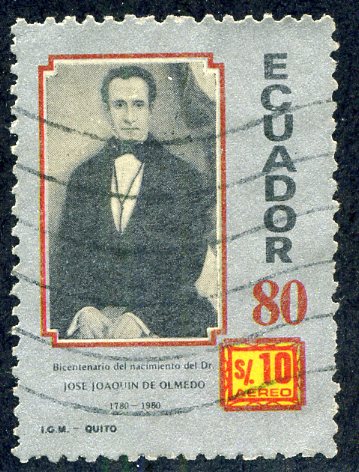 ECUADOR
80
S/. 10
AEREO
Bicentenario del nacimiento del Dr.
JOSE JOAQUIN DE OLMEDO
1780 - 1980
I.G.M. - QUITO